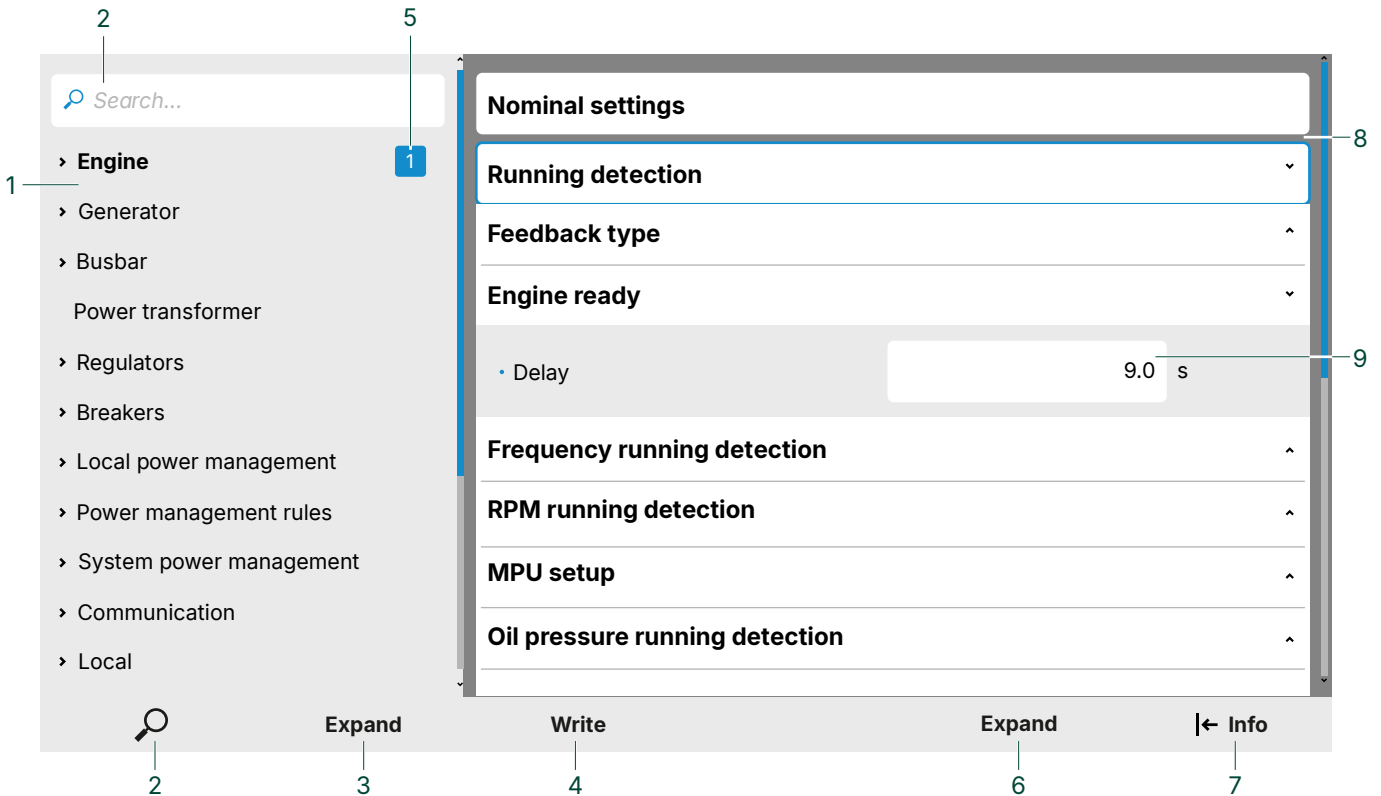 2 5
Search...
Nominal settings
8
Engine 1
Running detection
1
Generator
Feedback type
Busbar
Engine ready
Power transformer
Regulators
Delay 9.0 s
9
Breakers
Frequency running detection
Local power management
Power management rules
RPM running detection
System power management
MPU setup
Communication
Oil pressure running detection
Local
Expand Write Expand Info
2 3 4 6 7